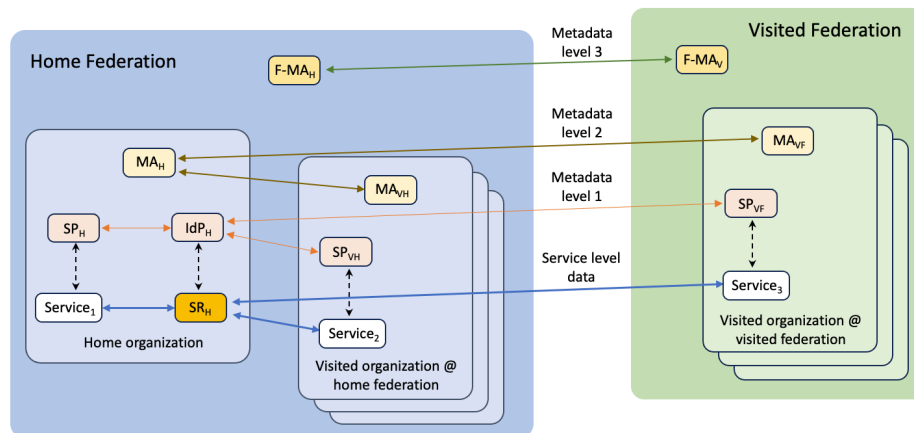 Home Federation
F-MAH
Metadata
level 3
F-MAV
Visited Federation
Metadata
level 2
MAH
MAVH
MAVF
Metadata
level 1
SPH
IdPH
SPVH
SPVF
Service level
data
Service1
SRH
Service2
Service3
Home organization
Visited organization @
home federation
Visited organization @
visited federation